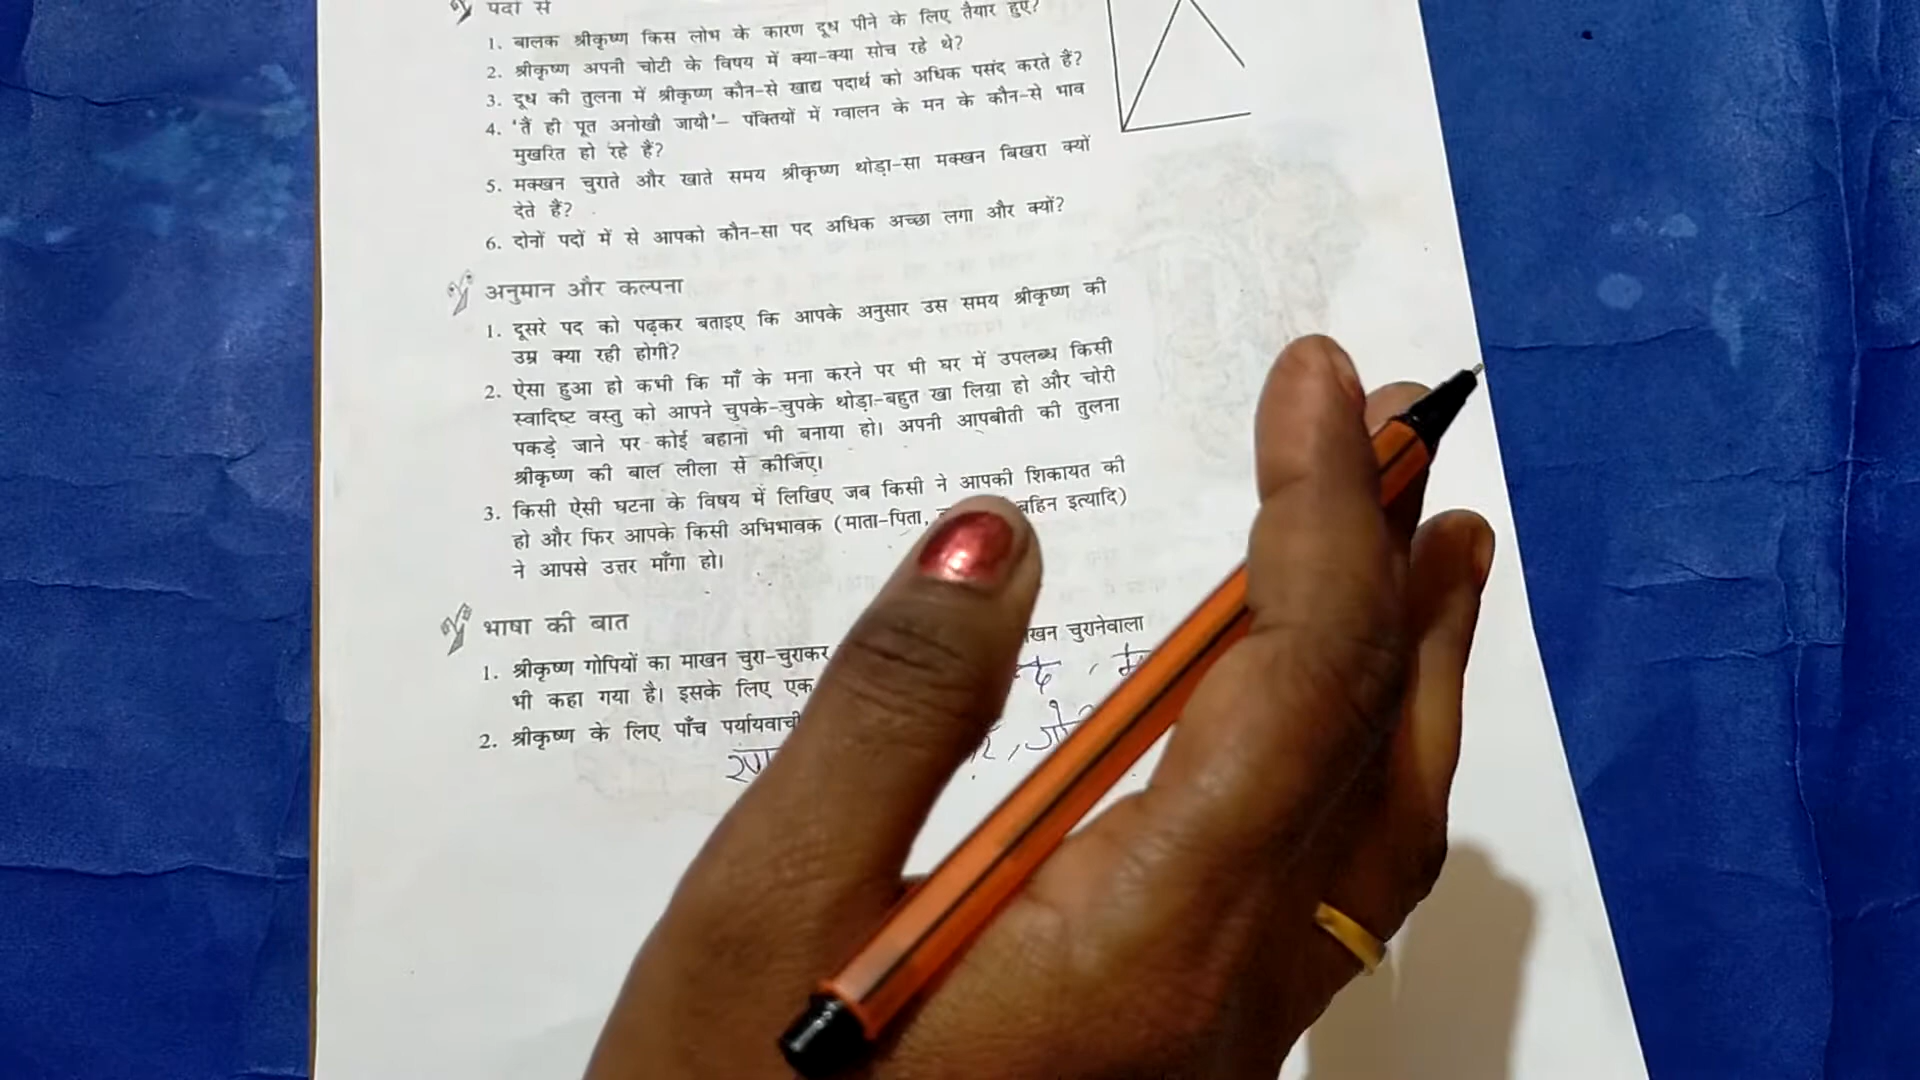 पदों से
1. बालक श्रीकृष्ण किस लोभ के कारण दूध पीने के लिए तैयार हुए?
2. श्रीकृष्ण अपनी चोटी के विषय में क्या-क्या सोच रहे थे?
3. दूध की तुलना में श्रीकृष्ण कौन-से खाद्य पदार्थ को अधिक पसंद करते हैं?
4. 'तैं ही पूत अनोखौ जायौ'– पंक्तियों में ग्वालन के मन के कौन-से भाव
मुखरित हो रहे हैं?
5. मक्खन चुराते और खाते समय श्रीकृष्ण थोड़ा-सा मक्खन बिखरा क्यों
देते हैं?
6. दोनों पदों में से आपको कौन-सा पद अधिक अच्छा लगा और क्यों?
अनुमान और कल्पना
1. दूसरे पद को पढ़कर बताइए कि आपके अनुसार उस समय श्रीकृष्ण की
उम्र क्या रही होगी?
2. ऐसा हुआ हो कभी कि माँ के मना करने पर भी घर में उपलब्ध किसी
स्वादिष्ट वस्तु को आपने चुपके-चुपके थोड़ा-बहुत खा लिया हो और चोरी
पकड़े जाने पर कोई बहाना भी बनाया हो। अपनी आपबीती की तुलना
श्रीकृष्ण की बाल लीला से कीजिए।
3. किसी ऐसी घटना के विषय में लिखिए जब किसी ने आपकी शिकायत की
हो और फिर आपके किसी अभिभावक (माता-पिता, बहिन इत्यादि)
ने आपसे उत्तर माँगा हो।
भाषा की बात
1. श्रीकृष्ण गोपियों का माखन चुरा-चुराकर चुरानेवाला
भी कहा गया है। इसके लिए एक
2. श्रीकृष्ण के लिए पाँच पर्यायवाची